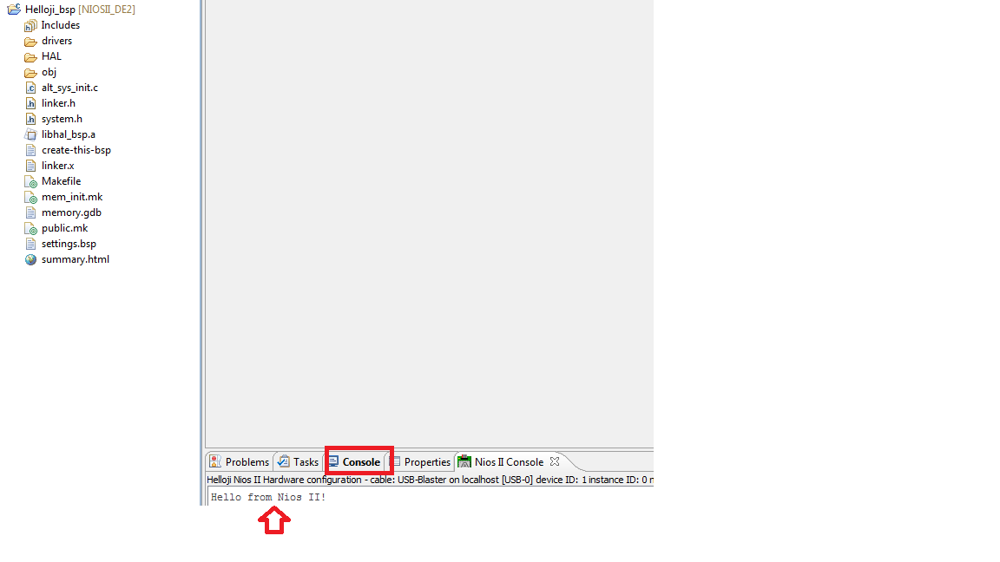 Helloji_bsp [NIOSII_DE2]
Includes
drivers
HAL
obj
alt_sys_init.c
linker.h
system.h
libhal_bsp.a
create-this-bsp
linker.x
Makefile
mem_init.mk
memory.gdb
public.mk
settings.bsp
summary.html
Problems Tasks Console Properties Nios II Console
Helloji Nios II Hardware configuration - cable: USB-Blaster on localhost [USB-0] device ID: 1 instance ID: 0 n
Hello from Nios II!